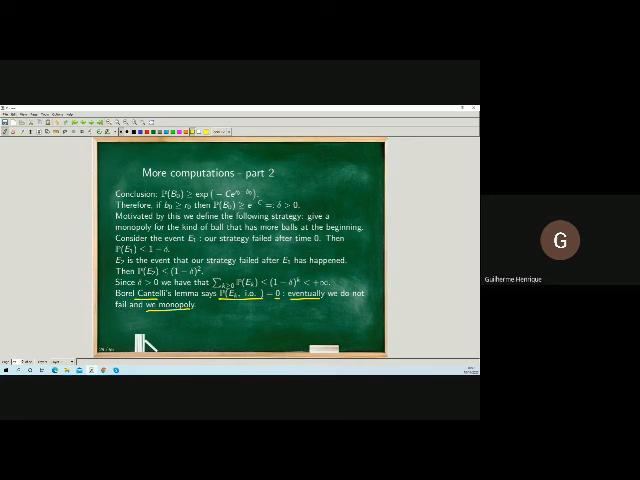 More computations - part 2
Conclusion: ℙ(B₀) ≥ exp(−Ce^{r₀−b₀}).
Therefore, if b₀ ≥ r₀ then ℙ(B₀) ≥ e^{−C} =: δ > 0.
Motivated by this we define the following strategy: give a
monopoly for the kind of ball that has more balls at the beginning.
Consider the event E₁ : our strategy failed after time 0. Then
ℙ(E₁) ≤ 1 − δ.
E₂ is the event that our strategy failed after E₁ has happened.
Then ℙ(E₂) ≤ (1 − δ)².
Since δ > 0 we have that ∑_{k≥0} ℙ(E_k) ≤ (1 − δ)^k < +∞.
Borel Cantelli's lemma says ℙ(E_k, i.o. ) = 0 : eventually we do not
fail and we monopoly.
G
Guilherme Henrique